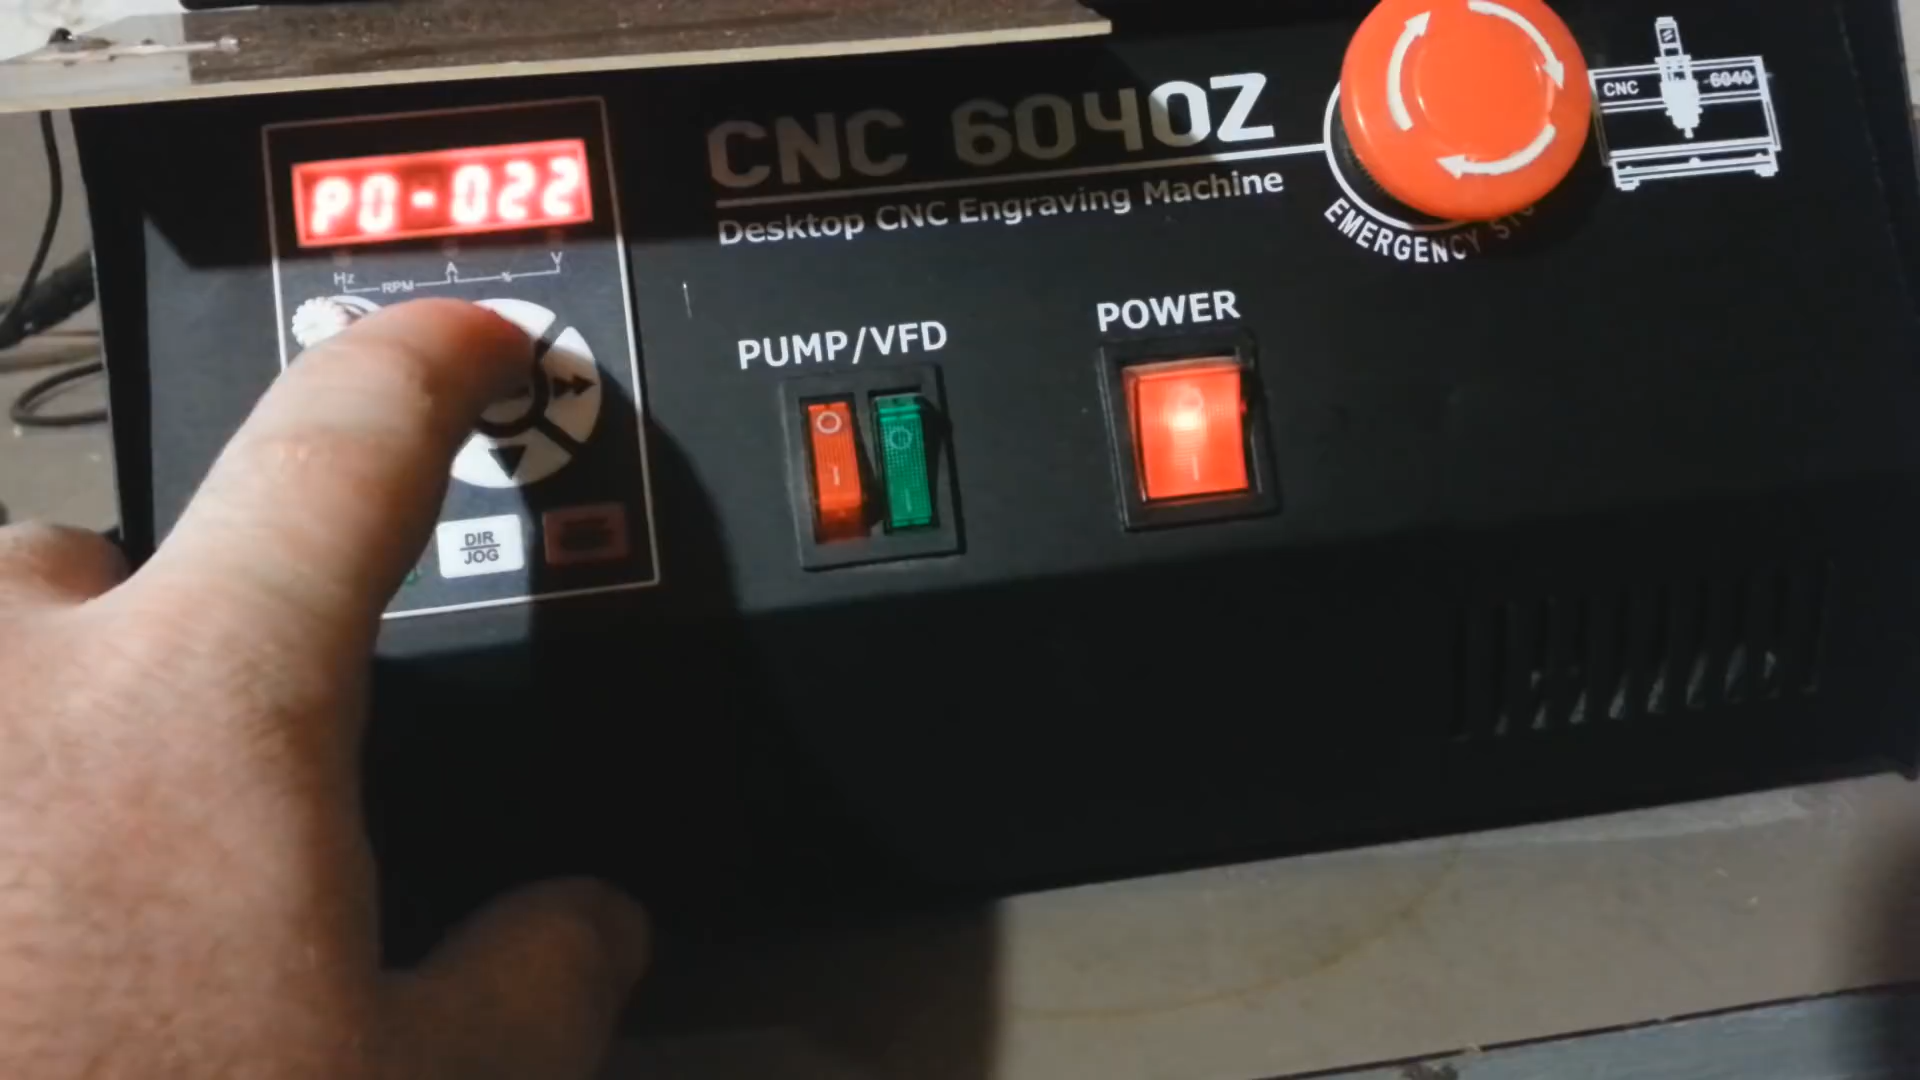 P0-022
Hz RPM A % V
DIR
JOG
CNC 6040Z
Desktop CNC Engraving Machine
PUMP/VFD
POWER
EMERGENCY
CNC 6040